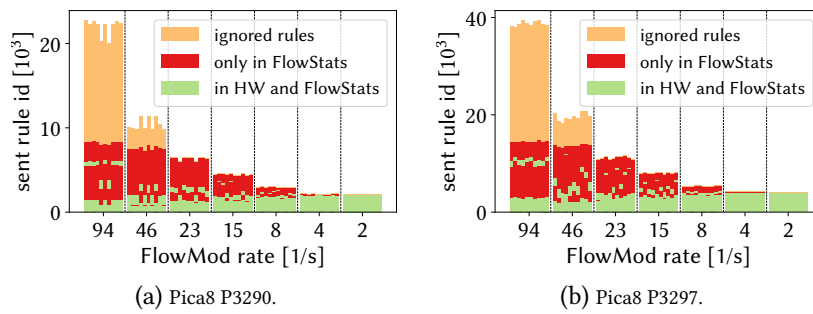 sent rule id [10³]
20
10
0
ignored rules
only in FlowStats
in HW and FlowStats
94 46 23 15 8 4 2
FlowMod rate [1/s]
(a) Pica8 P3290.
sent rule id [10³]
40
20
0
ignored rules
only in FlowStats
in HW and FlowStats
94 46 23 15 8 4 2
FlowMod rate [1/s]
(b) Pica8 P3297.